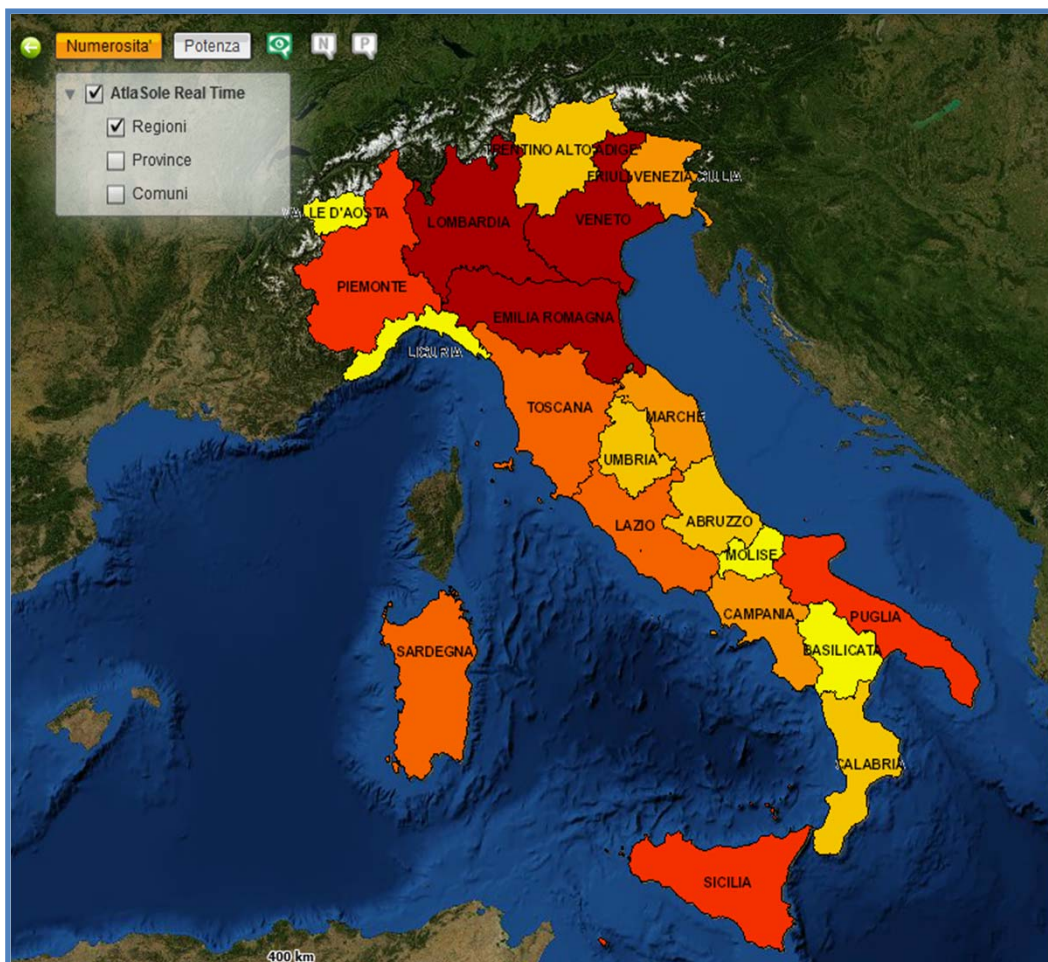 Numerosita'
Potenza
N
P
AtlaSole Real Time
Regioni
Province
Comuni
TRENTINO ALTO ADIGE
FRIULI VENEZIA GIULIA
VALLE D'AOSTA
LOMBARDIA
VENETO
PIEMONTE
EMILIA ROMAGNA
LIGURIA
TOSCANA
MARCHE
UMBRIA
LAZIO
ABRUZZO
MOLISE
CAMPANIA
PUGLIA
BASILICATA
SARDEGNA
CALABRIA
SICILIA
400 km